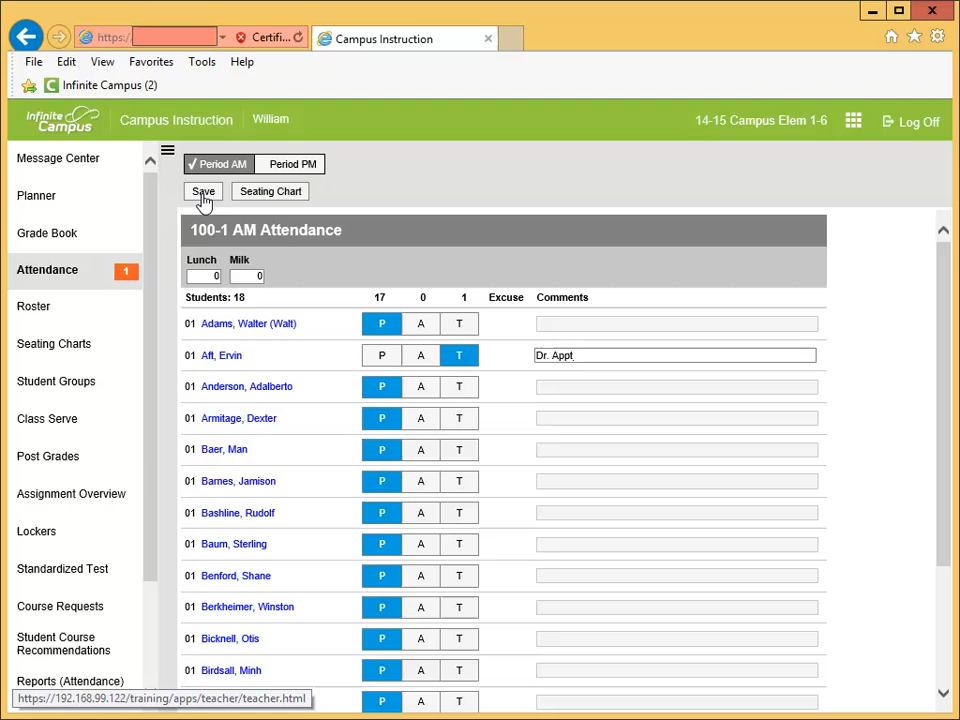 https:/
Certifi...
Campus Instruction
File Edit View Favorites Tools Help
Infinite Campus (2)
Infinite Campus
Campus Instruction
William
14-15 Campus Elem 1-6
Log Off
Message Center
Planner
Grade Book
Attendance 1
Roster
Seating Charts
Student Groups
Class Serve
Post Grades
Assignment Overview
Lockers
Standardized Test
Course Requests
Student Course
Recommendations
Reports (Attendance)
Period AM Period PM
Save Seating Chart
100-1 AM Attendance
Lunch Milk
0 0
Students: 18 17 0 1 Excuse Comments
01 Adams, Walter (Walt) P A T
01 Aft, Ervin P A T Dr. Appt
01 Anderson, Adalberto P A T
01 Armitage, Dexter P A T
01 Baer, Man P A T
01 Barnes, Jamison P A T
01 Bashline, Rudolf P A T
01 Baum, Sterling P A T
01 Benford, Shane P A T
01 Berkheimer, Winston P A T
01 Bicknell, Otis P A T
01 Birdsall, Minh P A T
P A T
https://192.168.99.122/training/apps/teacher/teacher.html